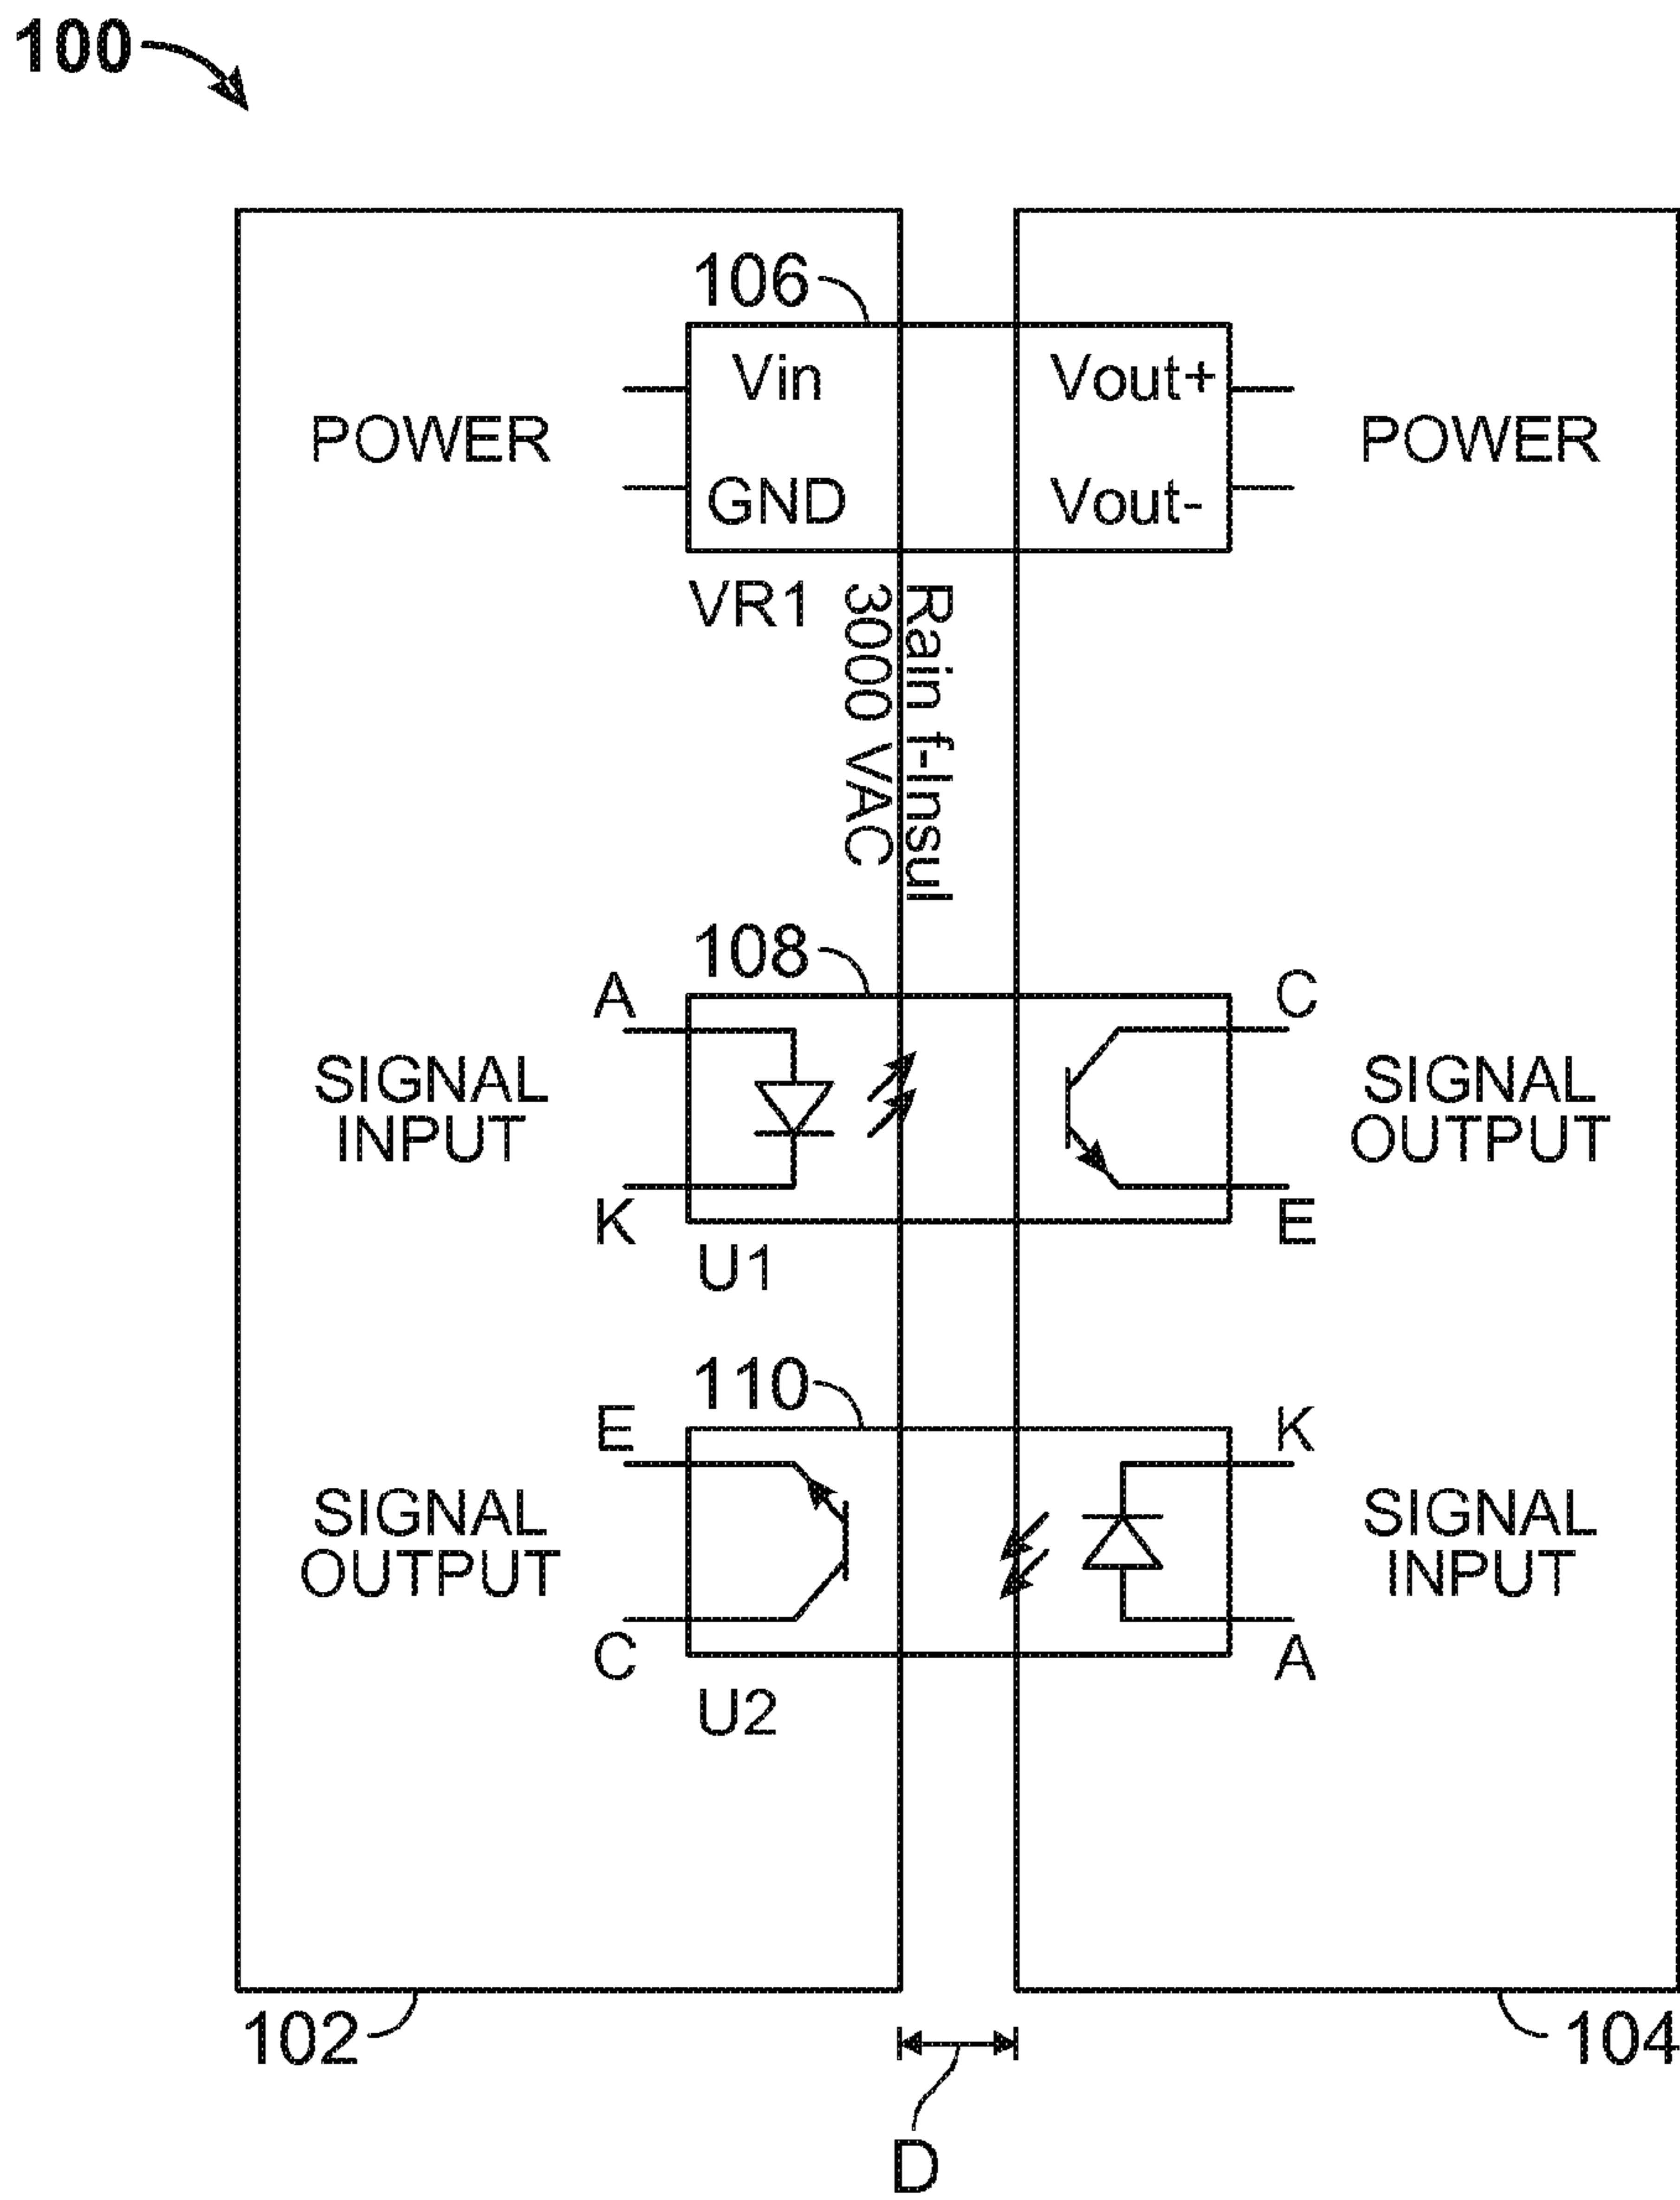 100
106
Vin
Vout+
POWER
POWER
GND
Vout-
VR1
Rain f-Insul
3000 VAC
108
A
C
SIGNAL
INPUT
SIGNAL
OUTPUT
K
E
U1
110
E
K
SIGNAL
OUTPUT
SIGNAL
INPUT
C
A
U2
102
104
D